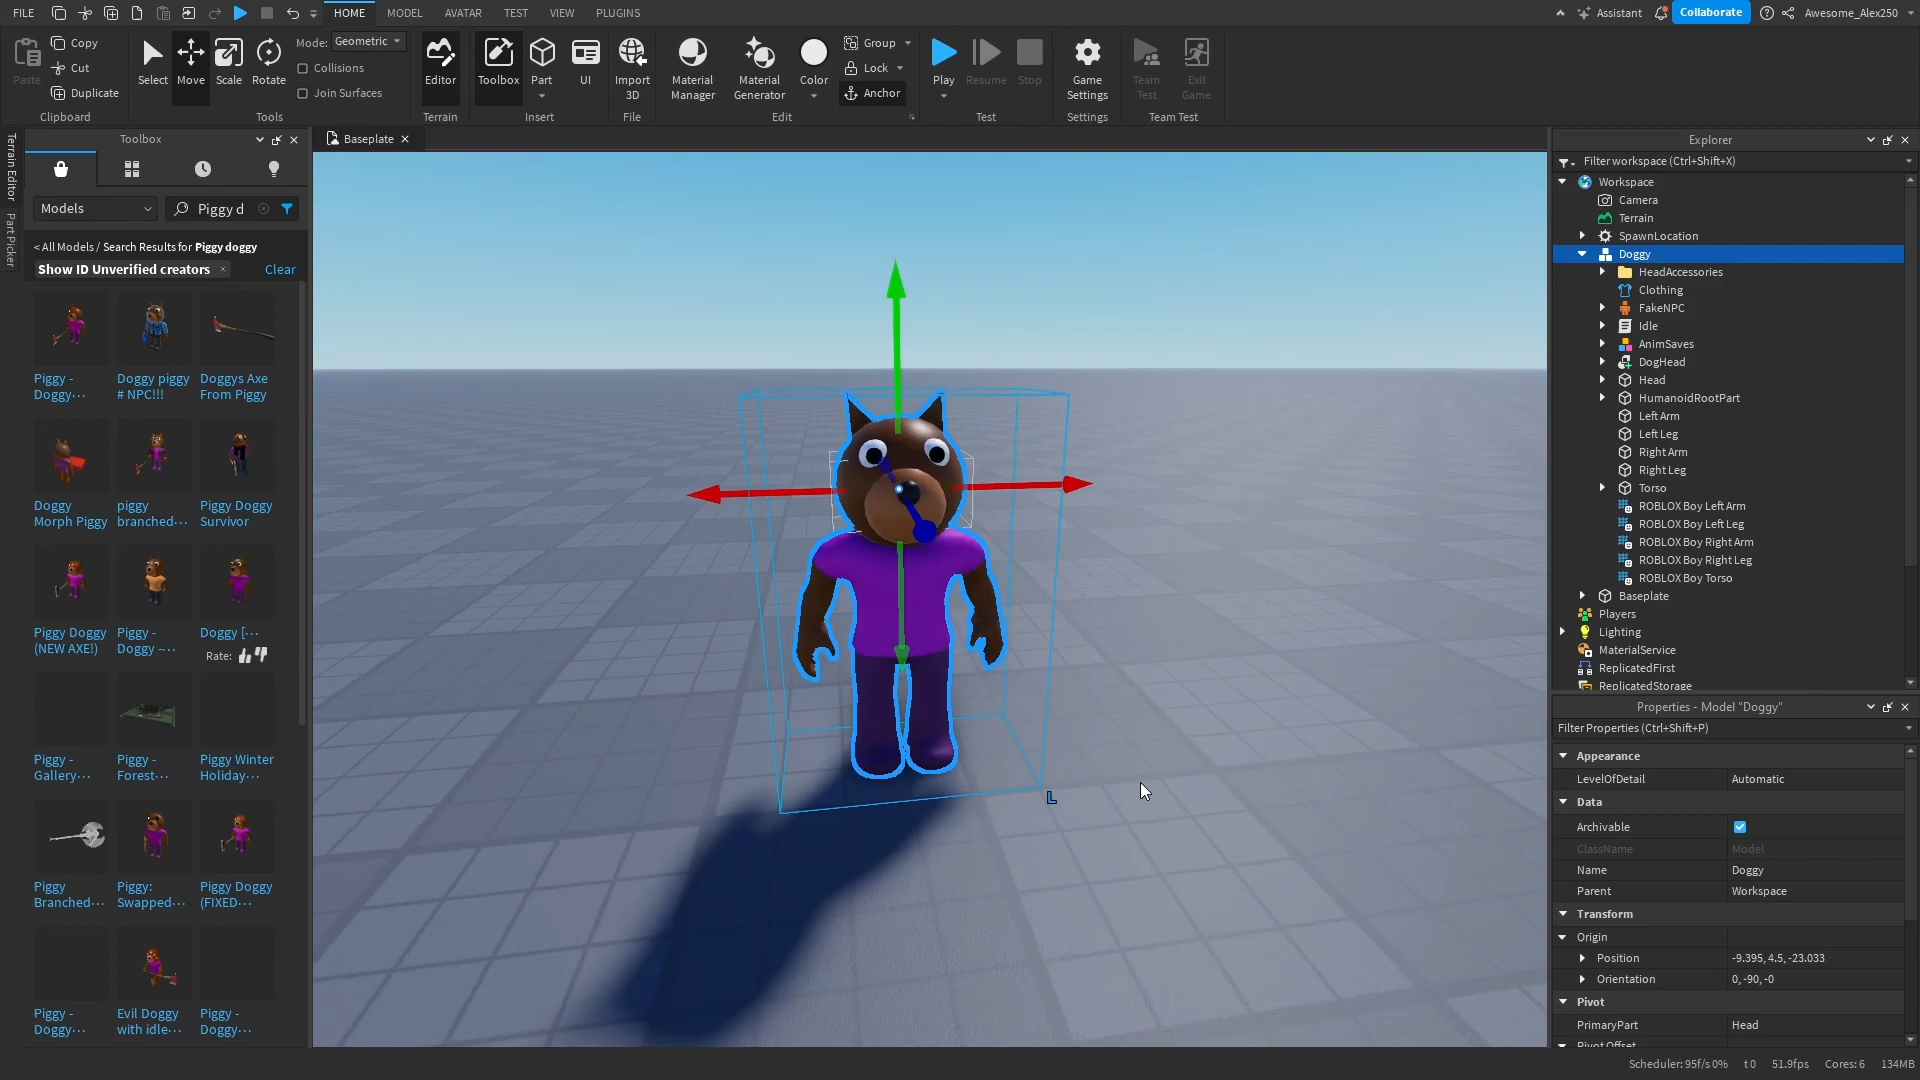 FILE
HOME
MODEL
AVATAR
TEST
VIEW
PLUGINS
Assistant
Collaborate
Awesome_Alex250
Paste
Copy
Cut
Duplicate
Clipboard
Select
Move
Scale
Rotate
Mode:
Geometric
Collisions
Join Surfaces
Tools
Editor
Terrain
Toolbox
Part
UI
Insert
Import
3D
File
Material
Manager
Material
Generator
Color
Group
Lock
Anchor
Edit
Play
Resume
Stop
Test
Game
Settings
Settings
Team
Test
Exit
Game
Team Test
Terrain Editor
Part Picker
Toolbox
Models
Piggy d
< All Models / Search Results for Piggy doggy
Show ID Unverified creators ×
Clear
Piggy -
Doggy...
Doggy piggy
# NPC!!!
Doggys Axe
From Piggy
Doggy
Morph Piggy
piggy
branched...
Piggy Doggy
Survivor
Piggy Doggy
(NEW AXE!)
Piggy -
Doggy -...
Doggy [...
Rate:
Piggy -
Gallery...
Piggy -
Forest...
Piggy Winter
Holiday...
Piggy
Branched...
Piggy:
Swapped...
Piggy Doggy
(FIXED...
Piggy -
Doggy...
Evil Doggy
with idle...
Piggy -
Doggy...
Baseplate
L
Explorer
Filter workspace (Ctrl+Shift+X)
Workspace
Camera
Terrain
SpawnLocation
Doggy
HeadAccessories
Clothing
FakeNPC
Idle
AnimSaves
DogHead
Head
HumanoidRootPart
Left Arm
Left Leg
Right Arm
Right Leg
Torso
ROBLOX Boy Left Arm
ROBLOX Boy Left Leg
ROBLOX Boy Right Arm
ROBLOX Boy Right Leg
ROBLOX Boy Torso
Baseplate
Players
Lighting
MaterialService
ReplicatedFirst
ReplicatedStorage
Properties - Model "Doggy"
Filter Properties (Ctrl+Shift+P)
Appearance
LevelOfDetail Automatic
Data
Archivable
ClassName Model
Name Doggy
Parent Workspace
Transform
Origin
Position -9.395, 4.5, -23.033
Orientation 0, -90, -0
Pivot
PrimaryPart Head
Pivot Offset
Scheduler: 95f/s 0% t 0 51.9fps Cores: 6 134MB